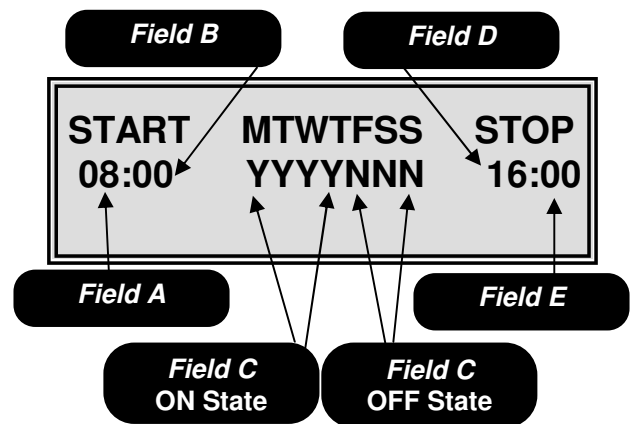 Field B Field D
START MTWTFSS STOP
08:00 YYYYNNN 16:00
Field A Field E
Field C Field C
ON State OFF State